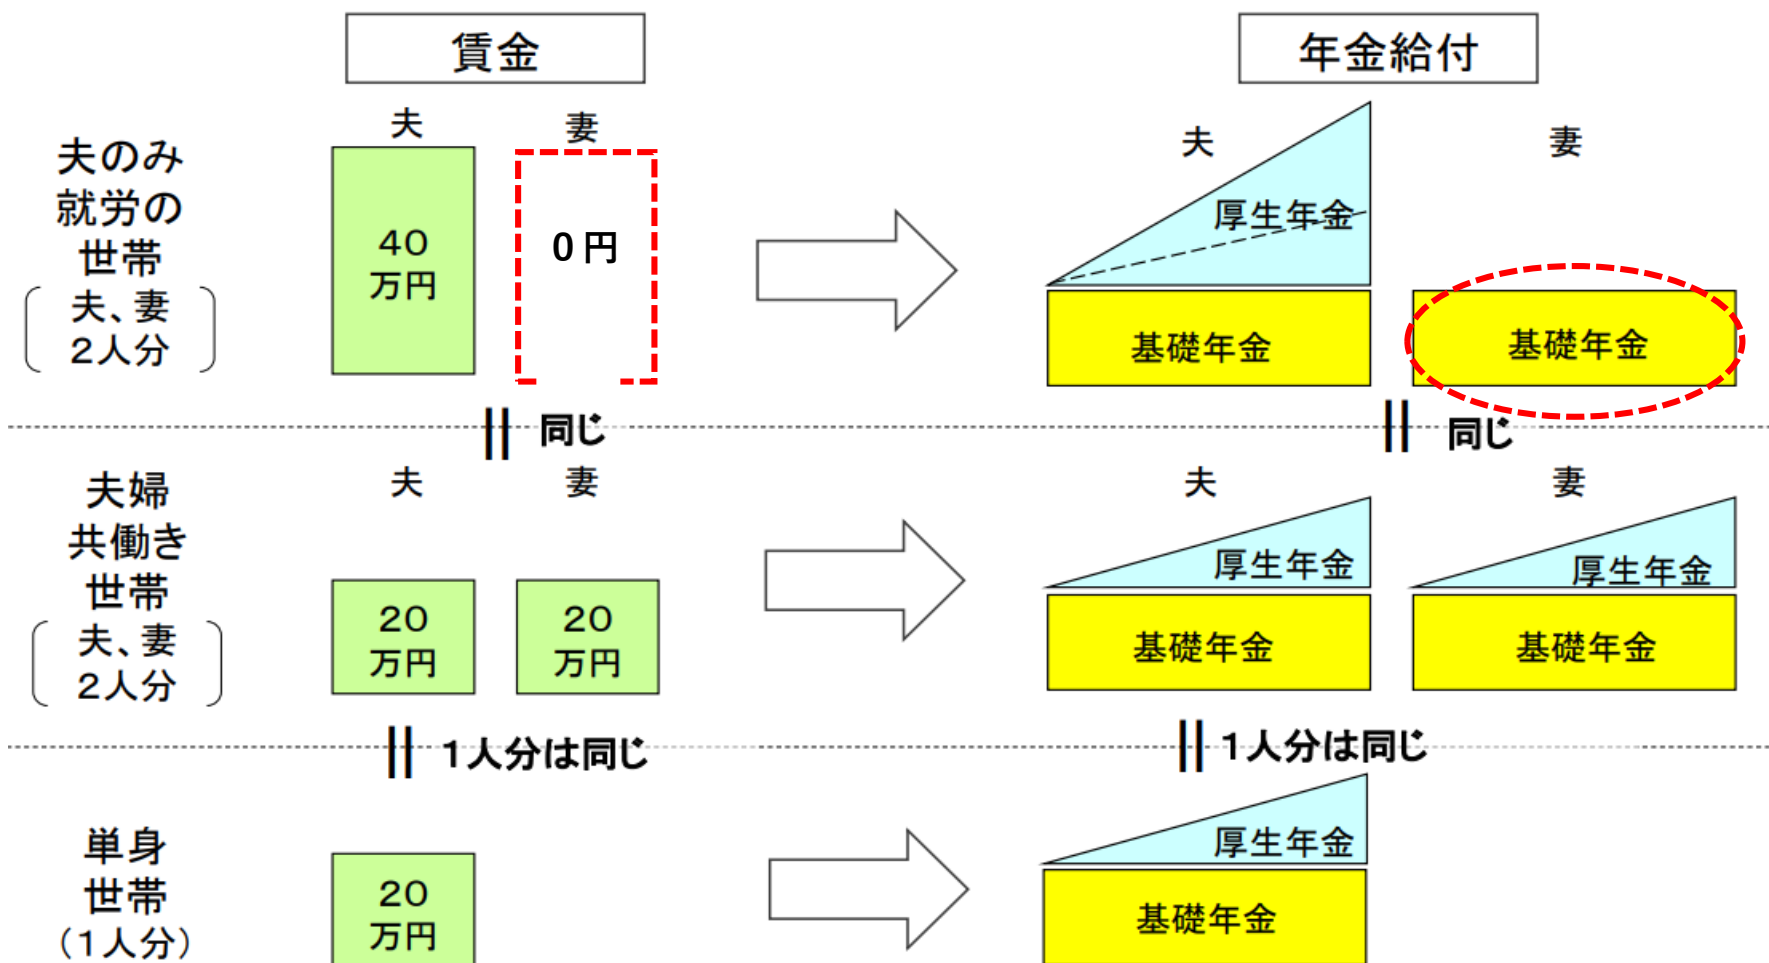 賃金
年金給付
夫
妻
夫
妻
夫のみ
就労の
世帯
夫、妻
2人分
40
万円
0円
厚生年金
基礎年金
基礎年金
同じ
同じ
夫
妻
夫
妻
夫婦
共働き
世帯
夫、妻
2人分
20
万円
20
万円
厚生年金
厚生年金
基礎年金
基礎年金
1人分は同じ
1人分は同じ
単身
世帯
(1人分)
20
万円
厚生年金
基礎年金